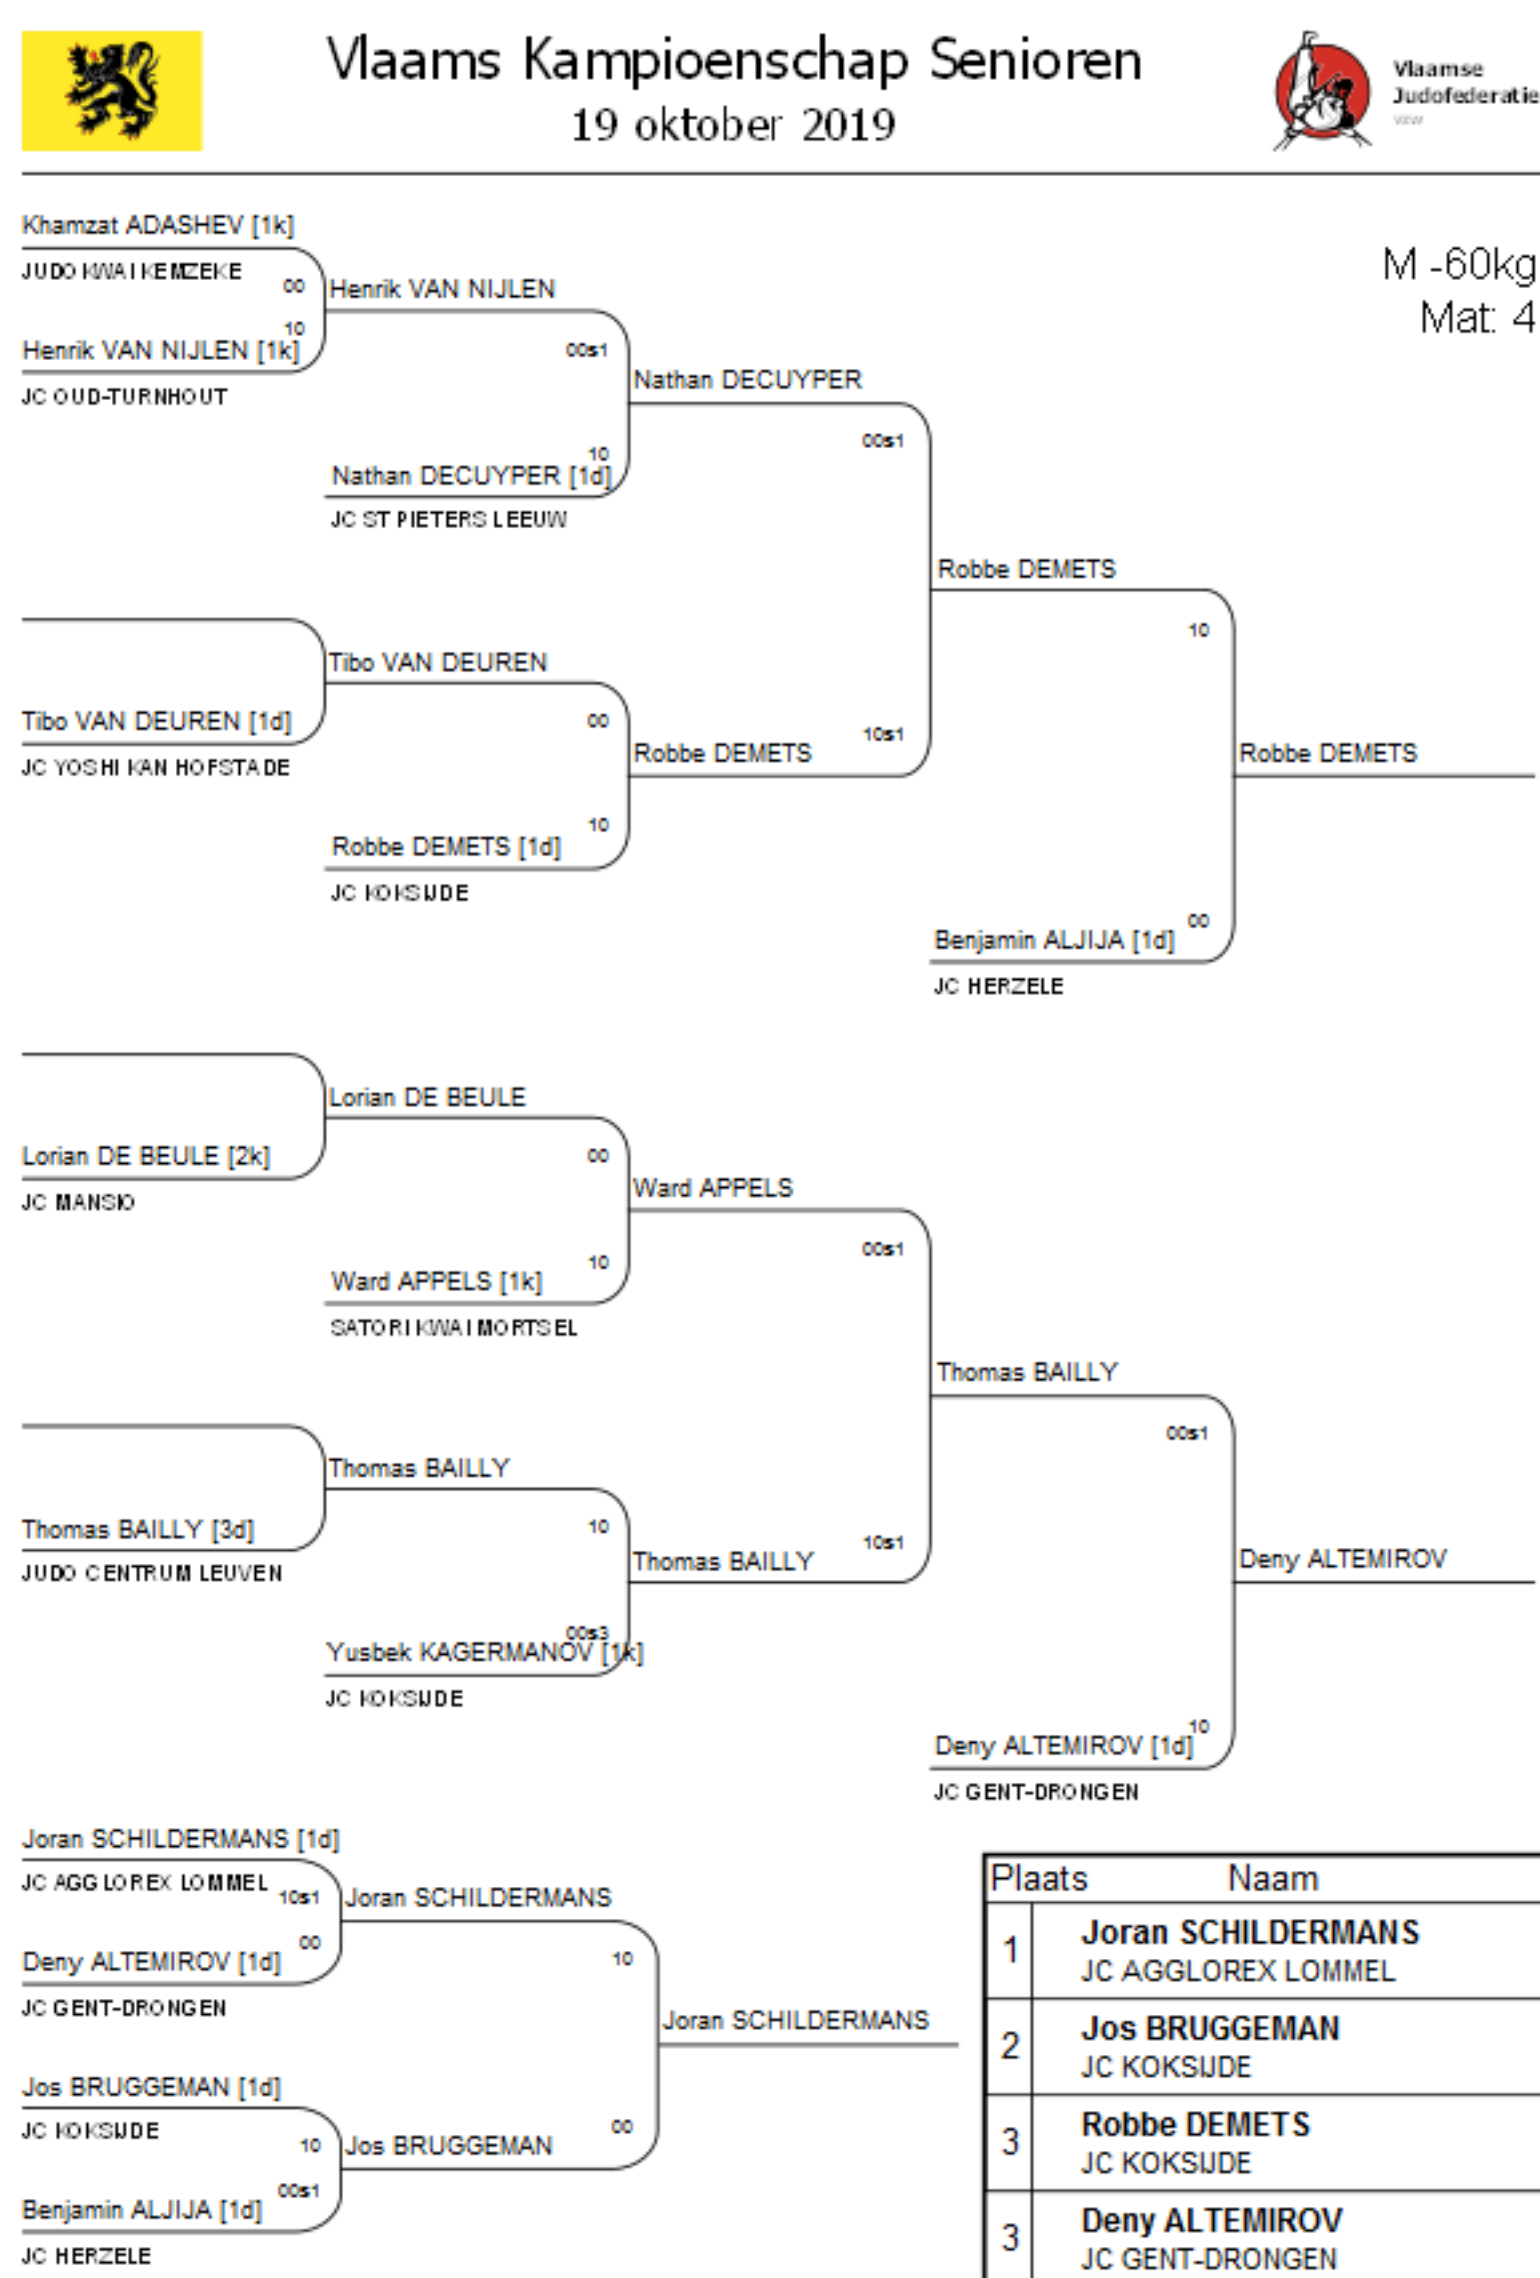 Vlaams Kampioenschap Senioren
19 oktober 2019
Vlaamse
Judofederatie
vzw
M -60kg
Mat: 4
Khamzat ADASHEV [1k]
JUDO KWAI KEMZEKE
00
Henrik VAN NIJLEN
10
Henrik VAN NIJLEN [1k]
JC OUD-TURNHOUT
00s1
Nathan DECUYPER
10
Nathan DECUYPER [1d]
JC ST PIETERS LEEUW
00s1
Robbe DEMETS
10
Tibo VAN DEUREN
Tibo VAN DEUREN [1d]
JC YOSHI KAN HOFSTADE
00
Robbe DEMETS
10s1
Robbe DEMETS
10
Robbe DEMETS [1d]
JC KOKSIJDE
00
Benjamin ALJIJA [1d]
JC HERZELE
Lorian DE BEULE
Lorian DE BEULE [2k]
JC MANSIO
00
Ward APPELS
10
Ward APPELS [1k]
SATORI KWAI MORTSEL
00s1
Thomas BAILLY
00s1
Thomas BAILLY
Thomas BAILLY [3d]
JUDO CENTRUM LEUVEN
10
Thomas BAILLY
10s1
Deny ALTEMIROV
00s3
Yusbek KAGERMANOV [1k]
JC KOKSIJDE
10
Deny ALTEMIROV [1d]
JC GENT-DRONGEN
Joran SCHILDERMANS [1d]
JC AGGLOREX LOMMEL
10s1
Joran SCHILDERMANS
00
Deny ALTEMIROV [1d]
JC GENT-DRONGEN
10
Joran SCHILDERMANS
Jos BRUGGEMAN [1d]
JC KOKSIJDE
10
Jos BRUGGEMAN
00
00s1
Benjamin ALJIJA [1d]
JC HERZELE
Plaats Naam
1 Joran SCHILDERMANS
JC AGGLOREX LOMMEL
2 Jos BRUGGEMAN
JC KOKSIJDE
3 Robbe DEMETS
JC KOKSIJDE
3 Deny ALTEMIROV
JC GENT-DRONGEN